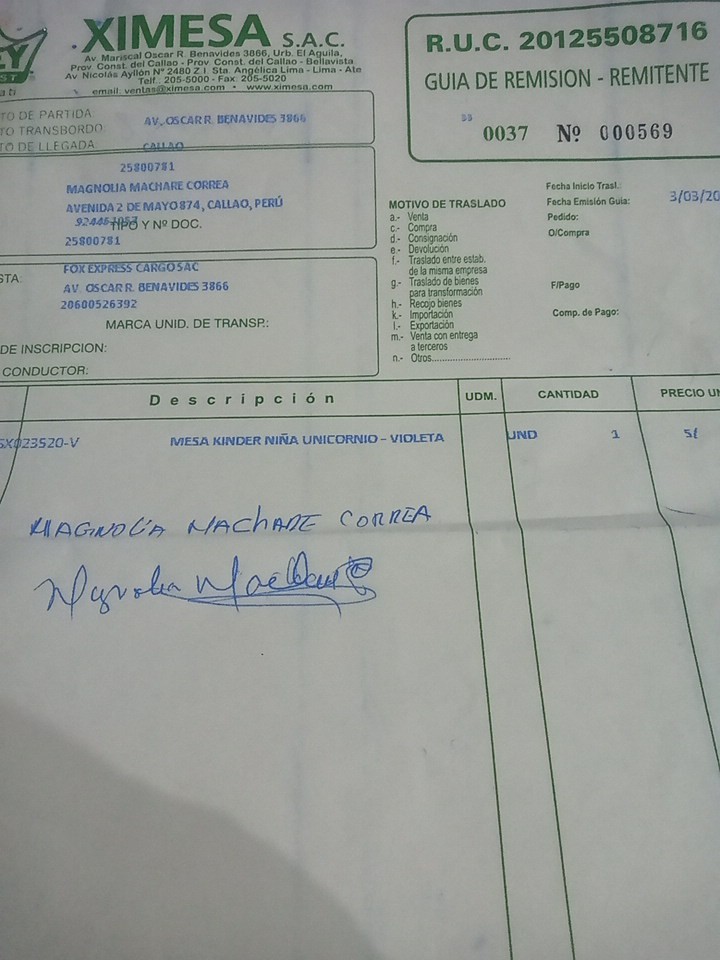 XIMESA S.A.C.
Av. Mariscal Oscar R. Benavides 3866, Urb. El Aguila
Prov. Const. del Callao - Prov. Const. del Callao - Bellavista
Av. Nicolás Ayllón Nº 2480 Z.I. Sta. Angélica Lima - Lima - Ate
Telf.: 205-5000 - Fax: 205-5020
email: ventas@ximesa.com • www.ximesa.com
R.U.C. 20125508716
GUIA DE REMISION - REMITENTE
0037 Nº 000569
TO DE PARTIDA: AV. OSCAR R. BENAVIDES 3866
TO TRANSBORDO:
TO DE LLEGADA: CALLAO
25800781
MAGNOLIA MACHARE CORREA
AVENIDA 2 DE MAYO 874, CALLAO, PERÚ
TIPO Y Nº DOC.
25800781
STA: FOX EXPRESS CARGO SAC
AV. OSCAR R. BENAVIDES 3866
20600526392
MARCA UNID. DE TRANSP.:
DE INSCRIPCION:
CONDUCTOR:
MOTIVO DE TRASLADO
a.- Venta
c.- Compra
d.- Consignación
e.- Devolución
f.- Traslado entre estab.
de la misma empresa
g.- Traslado de bienes
para transformación
h.- Recojo bienes
k.- Importación
l.- Exportación
m.- Venta con entrega
a terceros
n.- Otros..............................
Fecha Inicio Trasl.:
Fecha Emisión Guia: 3/03/20
Pedido:
O/Compra
F/Pago
Comp. de Pago:
Descripción UDM. CANTIDAD PRECIO UN
SX023520-V MESA KINDER NIÑA UNICORNIO - VIOLETA UND 1 S/
MAGNOLIA MACHARE CORREA